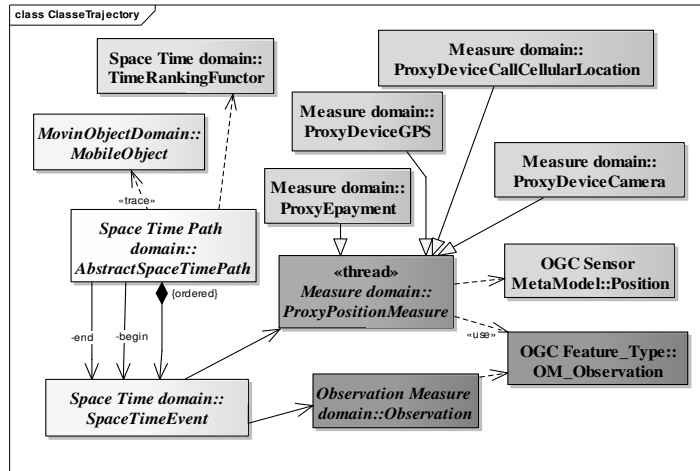 class ClasseTrajectory
Space Time domain::
TimeRankingFunctor
Measure domain::
ProxyDeviceCallCellularLocation
Measure domain::
ProxyDeviceGPS
MovinObjectDomain::
MobileObject
Measure domain::
ProxyDeviceCamera
Measure domain::
ProxyEpayment
«trace»
Space Time Path
domain::
AbstractSpaceTimePath
«thread»
Measure domain::
ProxyPositionMeasure
OGC Sensor
MetaModel::Position
{ordered}
-end
-begin
«use»
OGC Feature_Type::
OM_Observation
Space Time domain::
SpaceTimeEvent
Observation Measure
domain::Observation